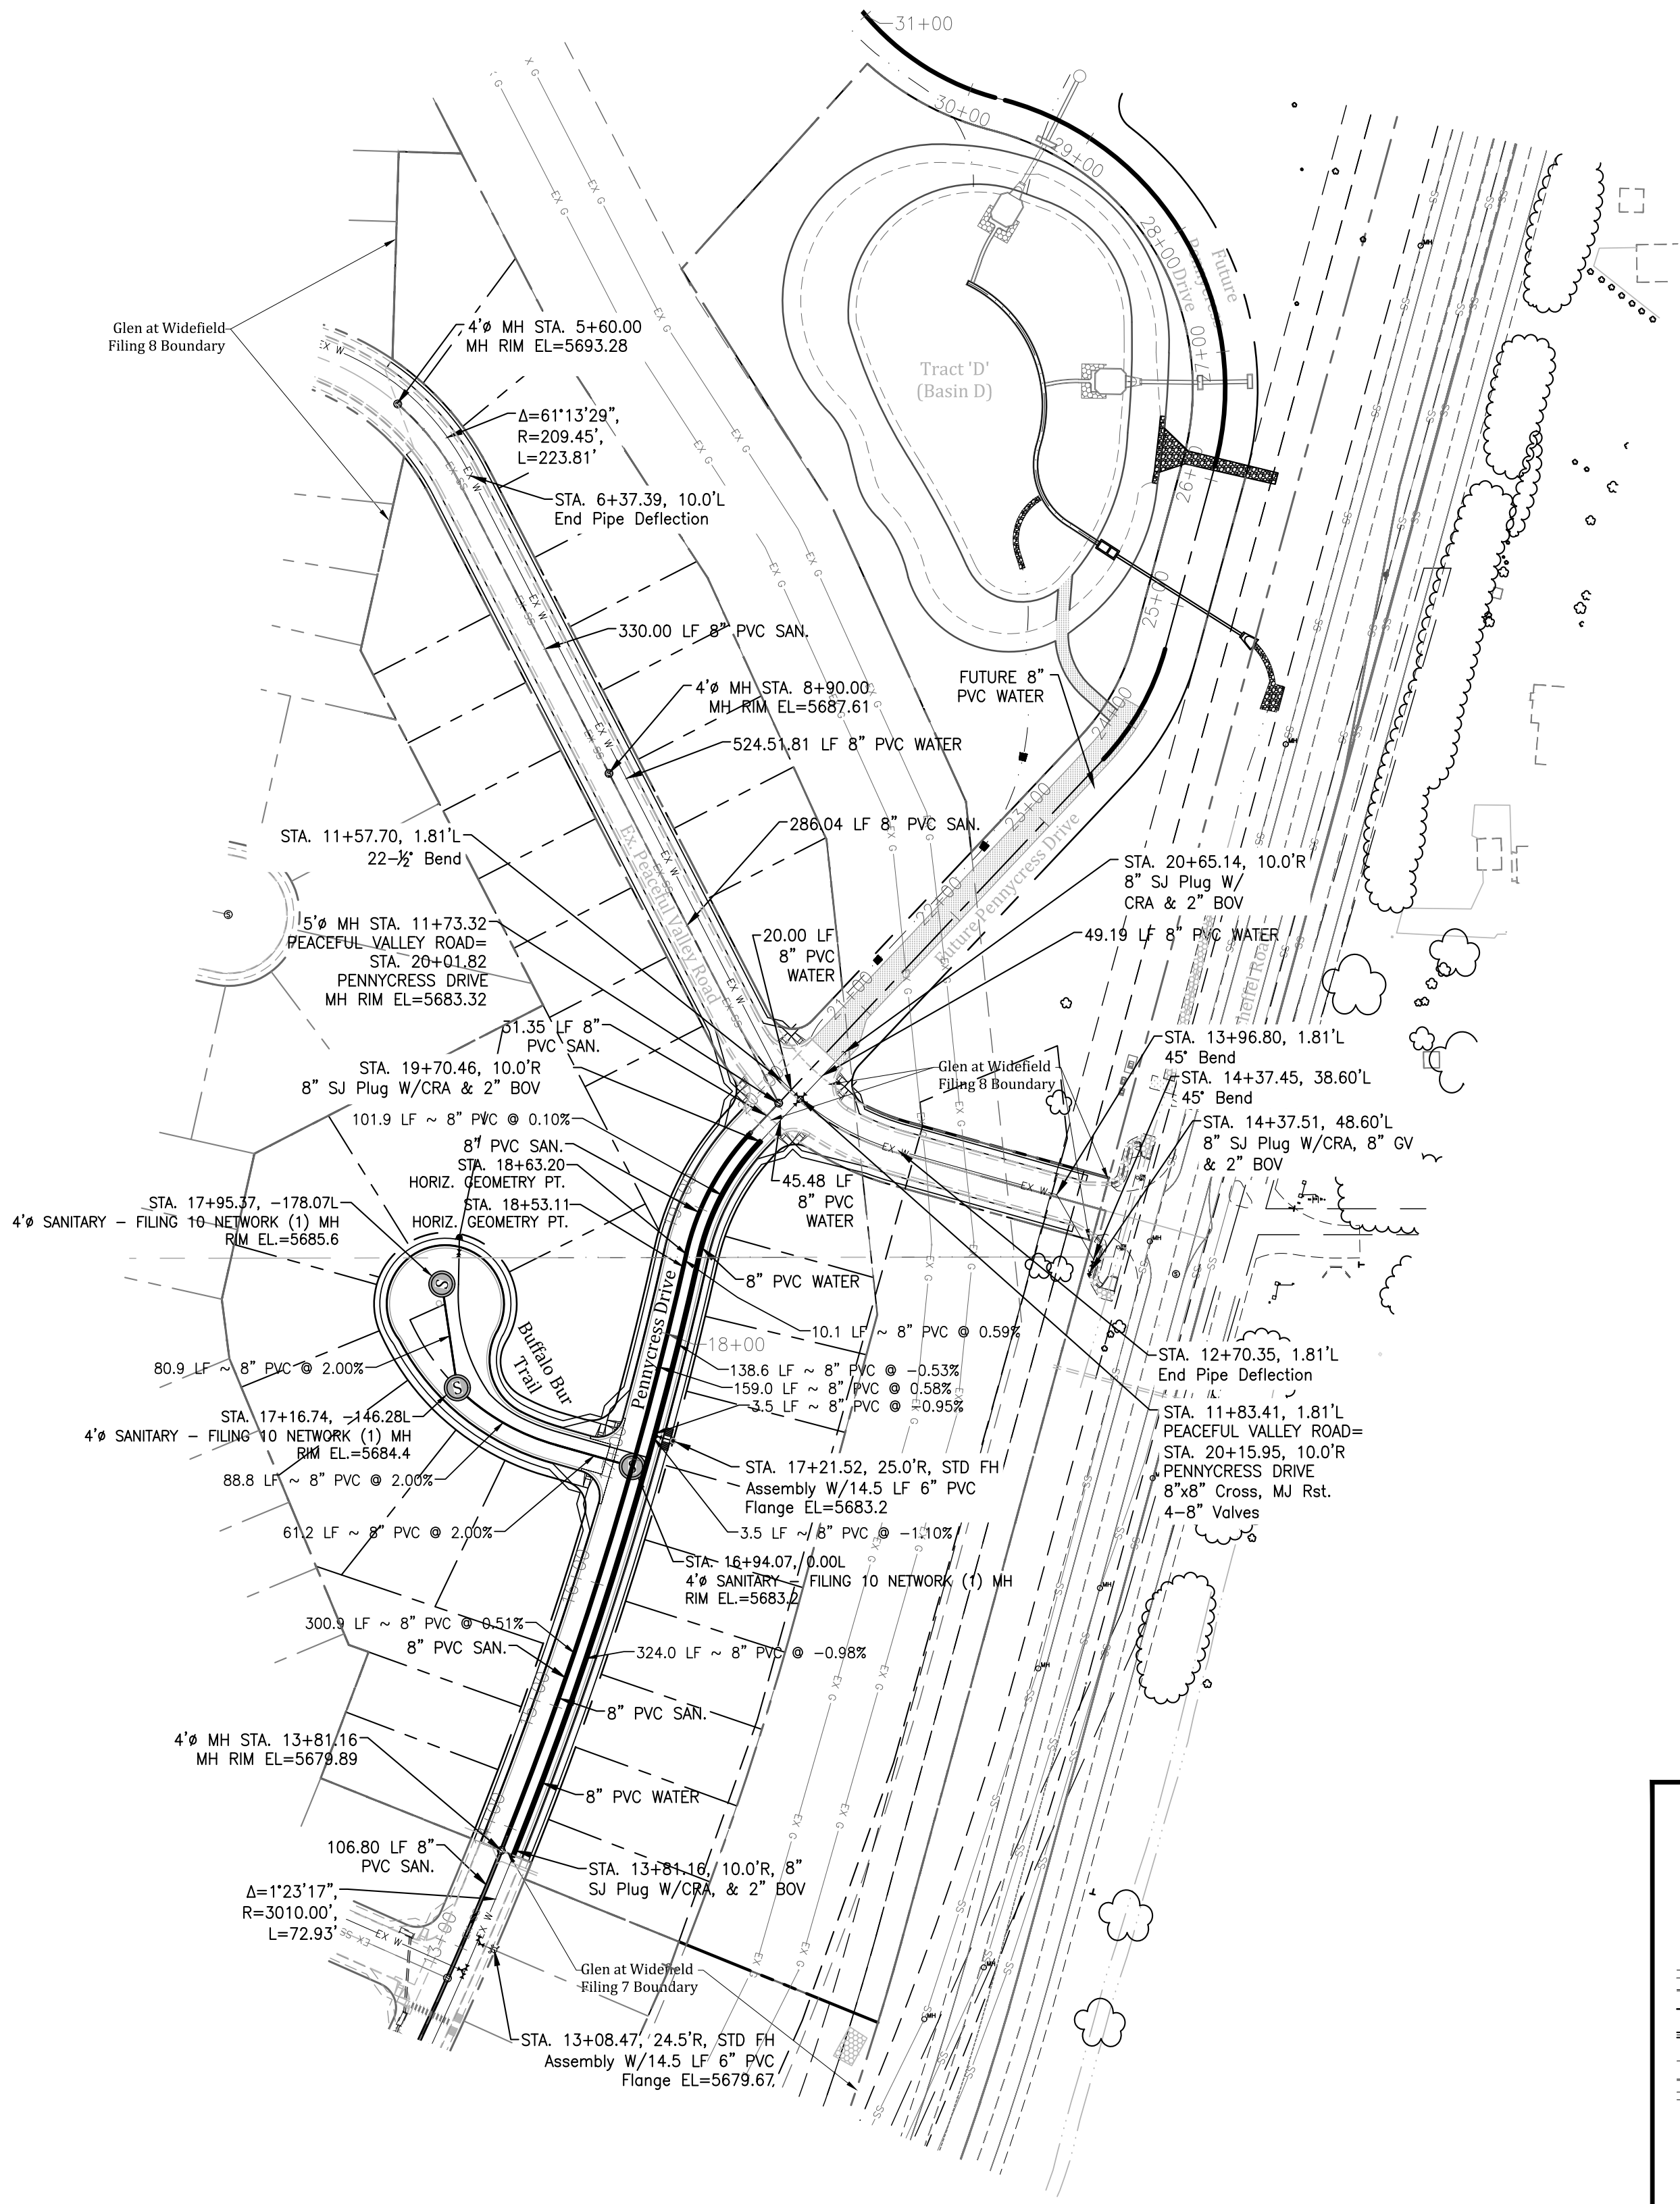 31+00
30+00
29+00
28+00
Future
Drive
Tract 'D'
(Basin D)
Glen at Widefield
Filing 8 Boundary
4'ø MH STA. 5+60.00
MH RIM EL=5693.28
Δ=61°13'29",
R=209.45',
L=223.81'
STA. 6+37.39, 10.0'L
End Pipe Deflection
25+00
330.00 LF 8" PVC SAN.
FUTURE 8"
PVC WATER
4'ø MH STA. 8+90.00
MH RIM EL=5687.61
24+00
524.51.81 LF 8" PVC WATER
23+00
286.04 LF 8" PVC SAN.
Ex. Peaceful Valley Road
STA. 11+57.70, 1.81'L
22-½° Bend
STA. 20+65.14, 10.0'R
8" SJ Plug W/
CRA & 2" BOV
22+00
Future Pennycress Drive
5'ø MH STA. 11+73.32
PEACEFUL VALLEY ROAD=
STA. 20+01.82
PENNYCRESS DRIVE
MH RIM EL=5683.32
20.00 LF
8" PVC
WATER
49.19 LF 8" PVC WATER
21+00
31.35 LF 8"
PVC SAN.
STA. 13+96.80, 1.81'L
45° Bend
STA. 19+70.46, 10.0'R
8" SJ Plug W/CRA & 2" BOV
Glen at Widefield
Filing 8 Boundary
STA. 14+37.45, 38.60'L
45° Bend
101.9 LF ~ 8" PVC @ 0.10%
STA. 14+37.51, 48.60'L
8" SJ Plug W/CRA, 8" GV
& 2" BOV
8" PVC SAN.
STA. 18+63.20
HORIZ. GEOMETRY PT.
45.48 LF
8" PVC
WATER
STA. 18+53.11
HORIZ. GEOMETRY PT.
STA. 17+95.37, -178.07L
4'ø SANITARY - FILING 10 NETWORK (1) MH
RIM EL.=5685.6
8" PVC WATER
Pennycress Drive
Buffalo Bur
Trail
18+00
10.1 LF ~ 8" PVC @ 0.59%
STA. 12+70.35, 1.81'L
End Pipe Deflection
80.9 LF ~ 8" PVC @ 2.00%
138.6 LF ~ 8" PVC @ -0.53%
159.0 LF ~ 8" PVC @ 0.58%
3.5 LF ~ 8" PVC @ -0.95%
STA. 17+16.74, -146.28L
4'ø SANITARY - FILING 10 NETWORK (1) MH
RIM EL.=5684.4
STA. 11+83.41, 1.81'L
PEACEFUL VALLEY ROAD=
STA. 20+15.95, 10.0'R
PENNYCRESS DRIVE
8"x8" Cross, MJ Rst.
4-8" Valves
88.8 LF ~ 8" PVC @ 2.00%
STA. 17+21.52, 25.0'R, STD FH
Assembly W/14.5 LF 6" PVC
Flange EL=5683.2
61.2 LF ~ 8" PVC @ 2.00%
3.5 LF ~ 8" PVC @ -1.10%
STA. 16+94.07, 0.00L
4'ø SANITARY - FILING 10 NETWORK (1) MH
RIM EL.=5683.2
300.9 LF ~ 8" PVC @ 0.51%
8" PVC SAN.
324.0 LF ~ 8" PVC @ -0.98%
8" PVC SAN.
4'ø MH STA. 13+81.16
MH RIM EL=5679.89
8" PVC WATER
106.80 LF 8"
PVC SAN.
STA. 13+81.16, 10.0'R, 8"
SJ Plug W/CRA, & 2" BOV
Δ=1°23'17",
R=3010.00',
L=72.93'
13+00
EX W
EX SS
Glen at Widefield
Filing 7 Boundary
STA. 13+08.47, 24.5'R, STD FH
Assembly W/14.5 LF 6" PVC
Flange EL=5679.67